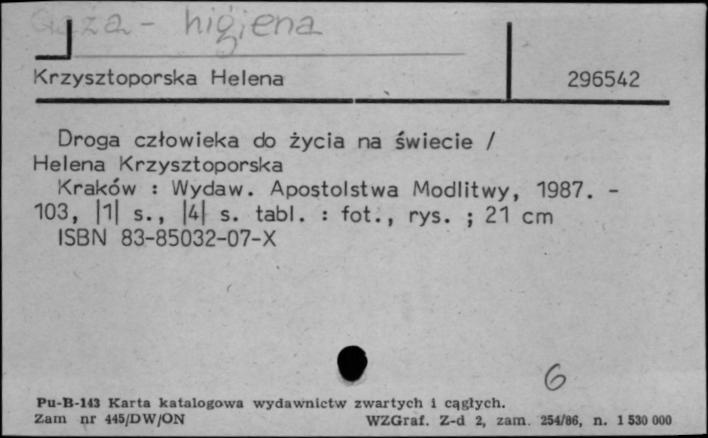 Ciąża - higiena
Krzysztoporska Helena 296542
Droga człowieka do życia na świecie /
Helena Krzysztoporska
Kraków : Wydaw. Apostolstwa Modlitwy, 1987. -
103, |1| s., |4| s. tabl. : fot., rys. ; 21 cm
ISBN 83-85032-07-X
6
Pu-B-143 Karta katalogowa wydawnictw zwartych i ciągłych.
Zam nr 445/DW/ON WZGraf. Z-d 2, zam. 254/86, n. 1 530 000